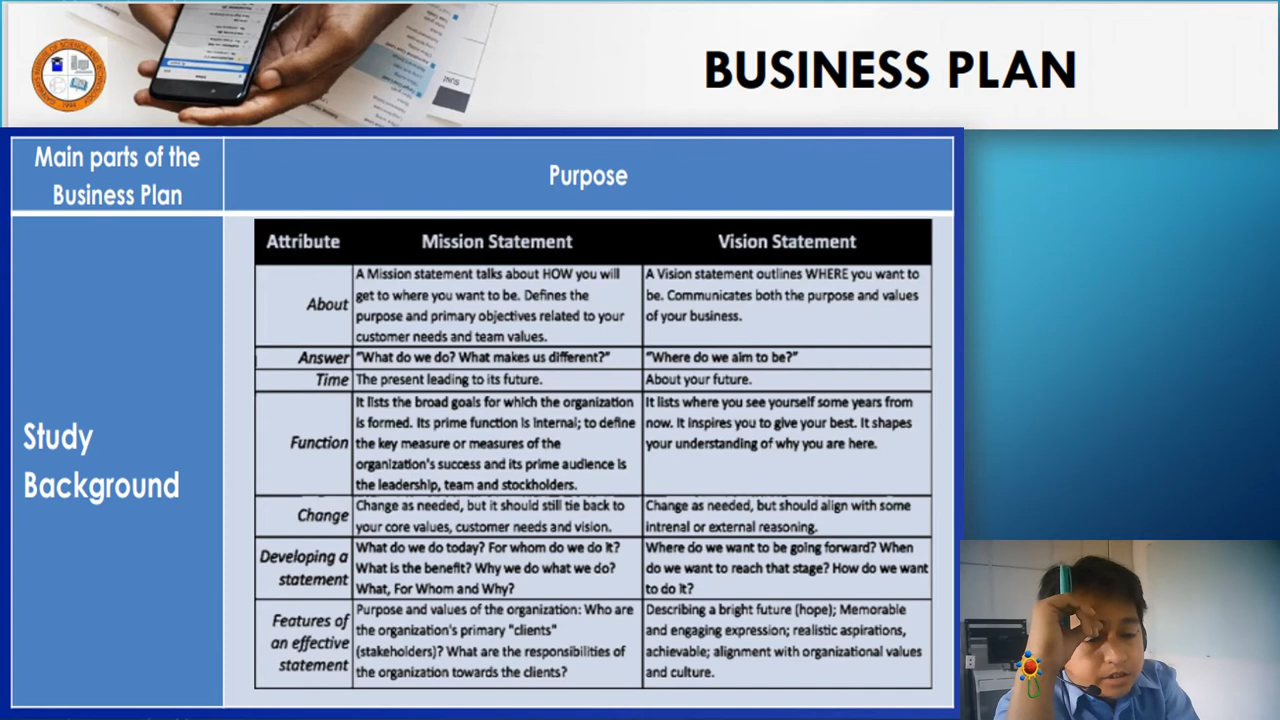 BUSINESS PLAN
Main parts of the
Business Plan
Purpose
Study
Background
Attribute
Mission Statement
Vision Statement
About
A Mission statement talks about HOW you will
get to where you want to be. Defines the
purpose and primary objectives related to your
customer needs and team values.
A Vision statement outlines WHERE you want to
be. Communicates both the purpose and values
of your business.
Answer
"What do we do? What makes us different?"
"Where do we aim to be?"
Time
The present leading to its future.
About your future.
Function
It lists the broad goals for which the organization
is formed. Its prime function is internal; to define
the key measure or measures of the
organization's success and its prime audience is
the leadership, team and stockholders.
It lists where you see yourself some years from
now. It inspires you to give your best. It shapes
your understanding of why you are here.
Change
Change as needed, but it should still tie back to
your core values, customer needs and vision.
Change as needed, but should align with some
intrenal or external reasoning.
Developing a
statement
What do we do today? For whom do we do it?
What is the benefit? Why we do what we do?
What, For Whom and Why?
Where do we want to be going forward? When
do we want to reach that stage? How do we want
to do it?
Features of
an effective
statement
Purpose and values of the organization: Who are
the organization's primary "clients"
(stakeholders)? What are the responsibilities of
the organization towards the clients?
Describing a bright future (hope); Memorable
and engaging expression; realistic aspirations,
achievable; alignment with organizational values
and culture.